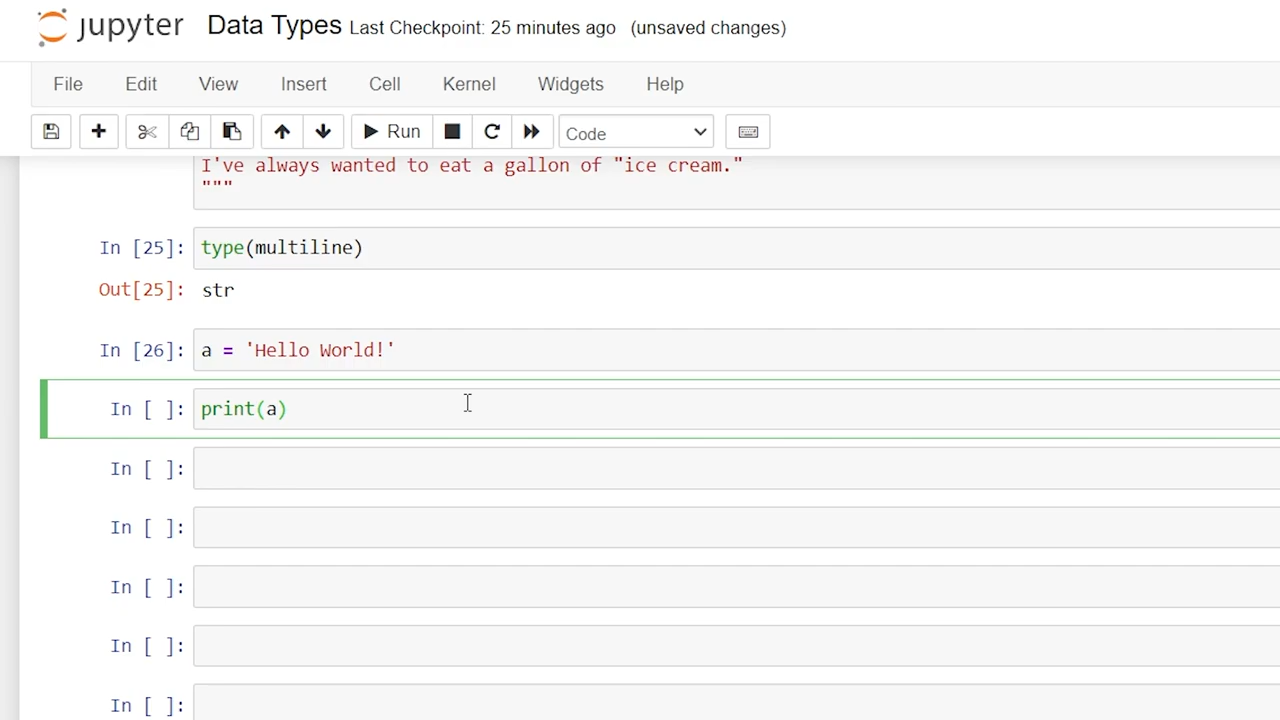 jupyter Data Types Last Checkpoint: 25 minutes ago (unsaved changes)
File Edit View Insert Cell Kernel Widgets Help
Run Code
I've always wanted to eat a gallon of "ice cream."
"""
In [25]: type(multiline)
Out[25]: str
In [26]: a = 'Hello World!'
In [ ]: print(a)
In [ ]:
In [ ]:
In [ ]:
In [ ]:
In [ ]: